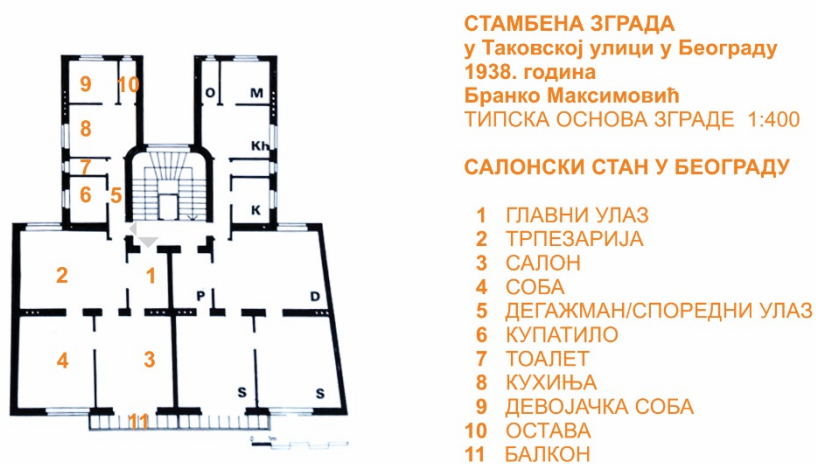 СТАМБЕНА ЗГРАДА
у Таковској улици у Београду
1938. година
Бранко Максимовић
ТИПСКА ОСНОВА ЗГРАДЕ 1:400
САЛОНСКИ СТАН У БЕОГРАДУ
1 ГЛАВНИ УЛАЗ
2 ТРПЕЗАРИЈА
3 САЛОН
4 СОБА
5 ДЕГАЖМАН/СПОРЕДНИ УЛАЗ
6 КУПАТИЛО
7 ТОАЛЕТ
8 КУХИЊА
9 ДЕВОЈАЧКА СОБА
10 ОСТАВА
11 БАЛКОН
9 10 O M
8 Kh
7
6 5 K
2 1 P D
4 3 S S
11